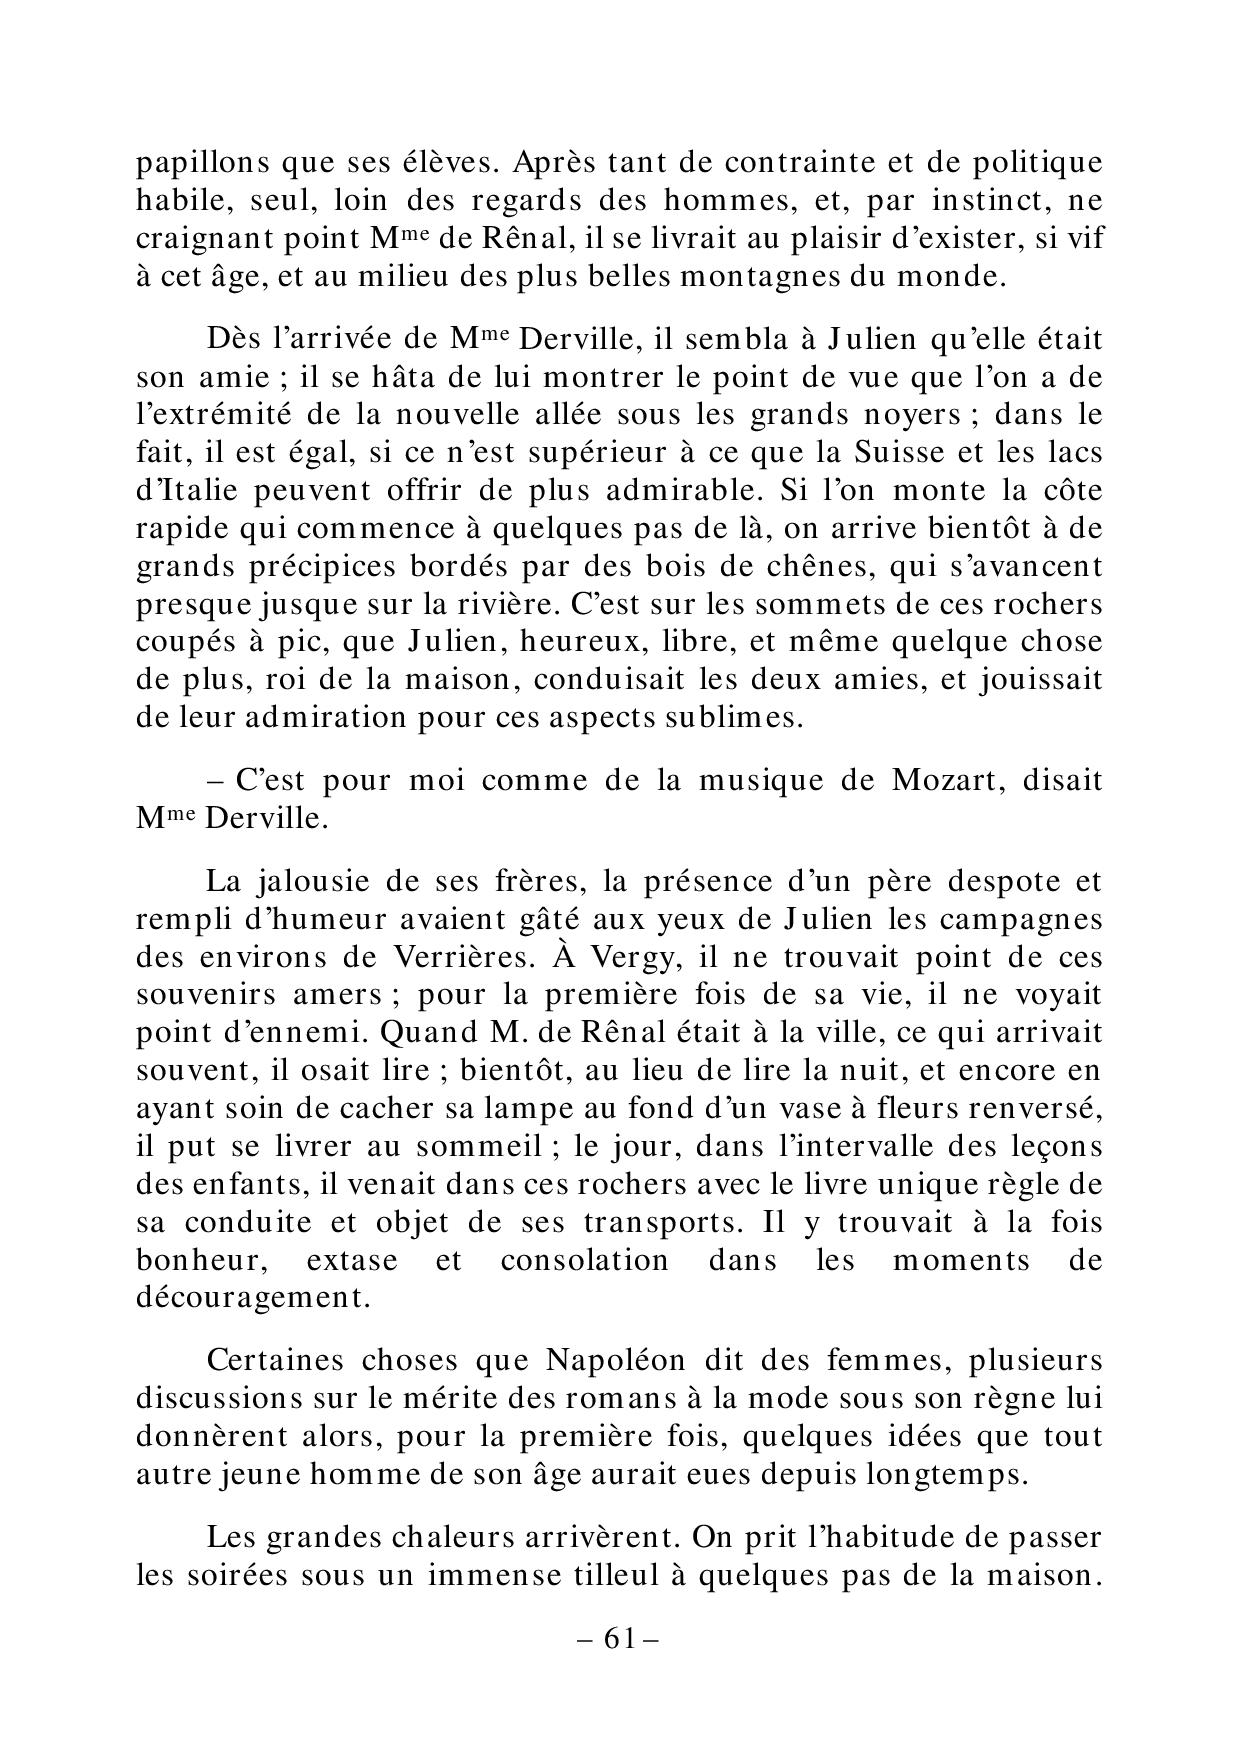 papillons que ses élèves. Après tant de contrainte et de politique
habile, seul, loin des regards des hommes, et, par instinct, ne
craignant point Mme de Rênal, il se livrait au plaisir d’exister, si vif
à cet âge, et au milieu des plus belles montagnes du monde.
Dès l’arrivée de Mme Derville, il sembla à Julien qu’elle était
son amie ; il se hâta de lui montrer le point de vue que l’on a de
l’extrémité de la nouvelle allée sous les grands noyers ; dans le
fait, il est égal, si ce n’est supérieur à ce que la Suisse et les lacs
d’Italie peuvent offrir de plus admirable. Si l’on monte la côte
rapide qui commence à quelques pas de là, on arrive bientôt à de
grands précipices bordés par des bois de chênes, qui s’avancent
presque jusque sur la rivière. C’est sur les sommets de ces rochers
coupés à pic, que Julien, heureux, libre, et même quelque chose
de plus, roi de la maison, conduisait les deux amies, et jouissait
de leur admiration pour ces aspects sublimes.
– C’est pour moi comme de la musique de Mozart, disait
Mme Derville.
La jalousie de ses frères, la présence d’un père despote et
rempli d’humeur avaient gâté aux yeux de Julien les campagnes
des environs de Verrières. À Vergy, il ne trouvait point de ces
souvenirs amers ; pour la première fois de sa vie, il ne voyait
point d’ennemi. Quand M. de Rênal était à la ville, ce qui arrivait
souvent, il osait lire ; bientôt, au lieu de lire la nuit, et encore en
ayant soin de cacher sa lampe au fond d’un vase à fleurs renversé,
il put se livrer au sommeil ; le jour, dans l’intervalle des leçons
des enfants, il venait dans ces rochers avec le livre unique règle de
sa conduite et objet de ses transports. Il y trouvait à la fois
bonheur, extase et consolation dans les moments de
découragement.
Certaines choses que Napoléon dit des femmes, plusieurs
discussions sur le mérite des romans à la mode sous son règne lui
donnèrent alors, pour la première fois, quelques idées que tout
autre jeune homme de son âge aurait eues depuis longtemps.
Les grandes chaleurs arrivèrent. On prit l’habitude de passer
les soirées sous un immense tilleul à quelques pas de la maison.
– 61 –